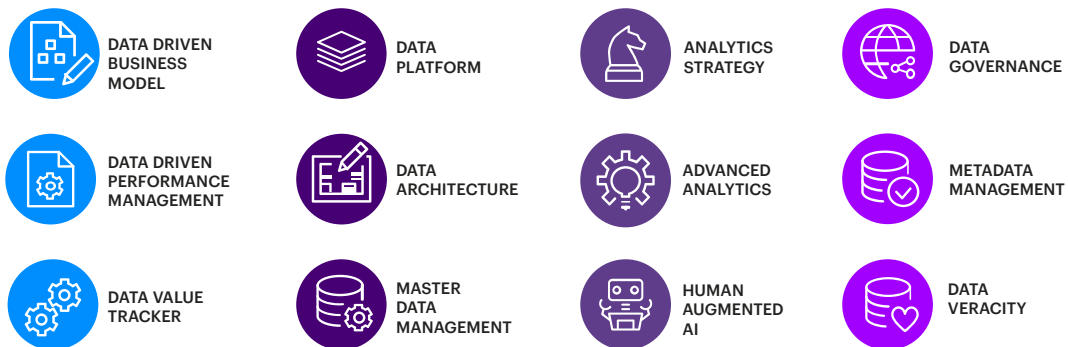 DATA DRIVEN
BUSINESS
MODEL
DATA
PLATFORM
ANALYTICS
STRATEGY
DATA
GOVERNANCE
DATA DRIVEN
PERFORMANCE
MANAGEMENT
DATA
ARCHITECTURE
ADVANCED
ANALYTICS
METADATA
MANAGEMENT
DATA VALUE
TRACKER
MASTER
DATA
MANAGEMENT
HUMAN
AUGMENTED
AI
DATA
VERACITY